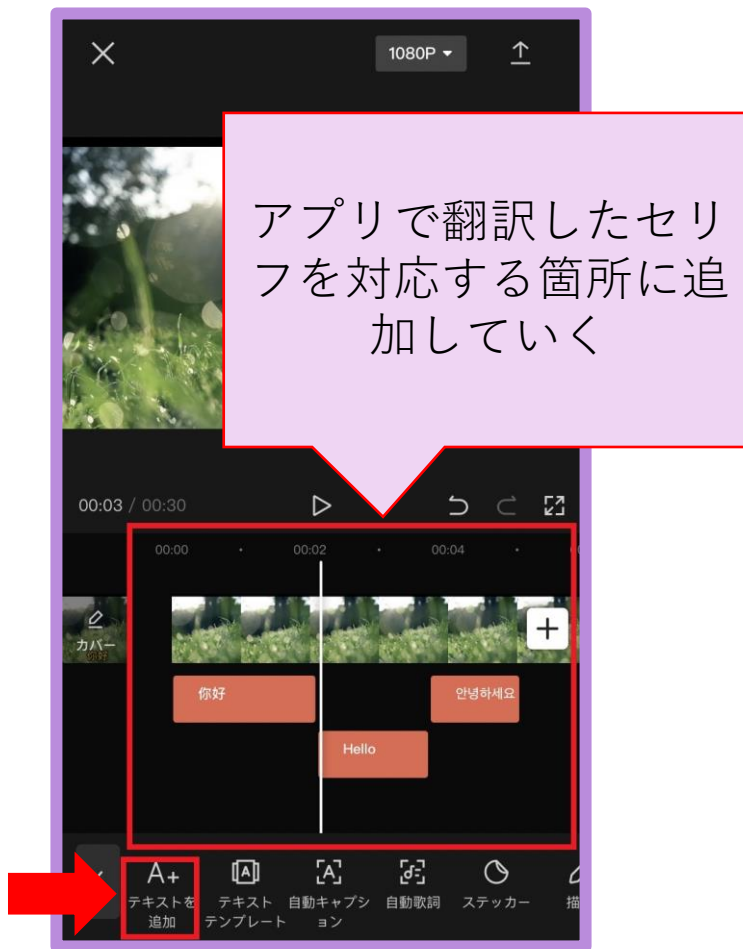 1080P
アプリで翻訳したセリ
フを対応する箇所に追
加していく
00:03 / 00:30
00:00
00:02
00:04
カバー
你好
안녕하세요
Hello
A+
テキストを
追加
テキスト
テンプレート
自動キャプシ
ョン
自動歌詞
ステッカー
描